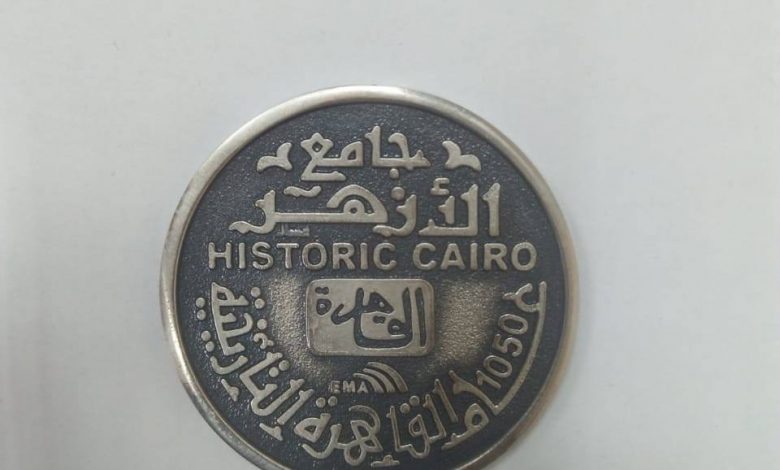 جامع
الأزهر
HISTORIC CAIRO
القاهرة
EMA
1050 عام القاهرة التاريخية